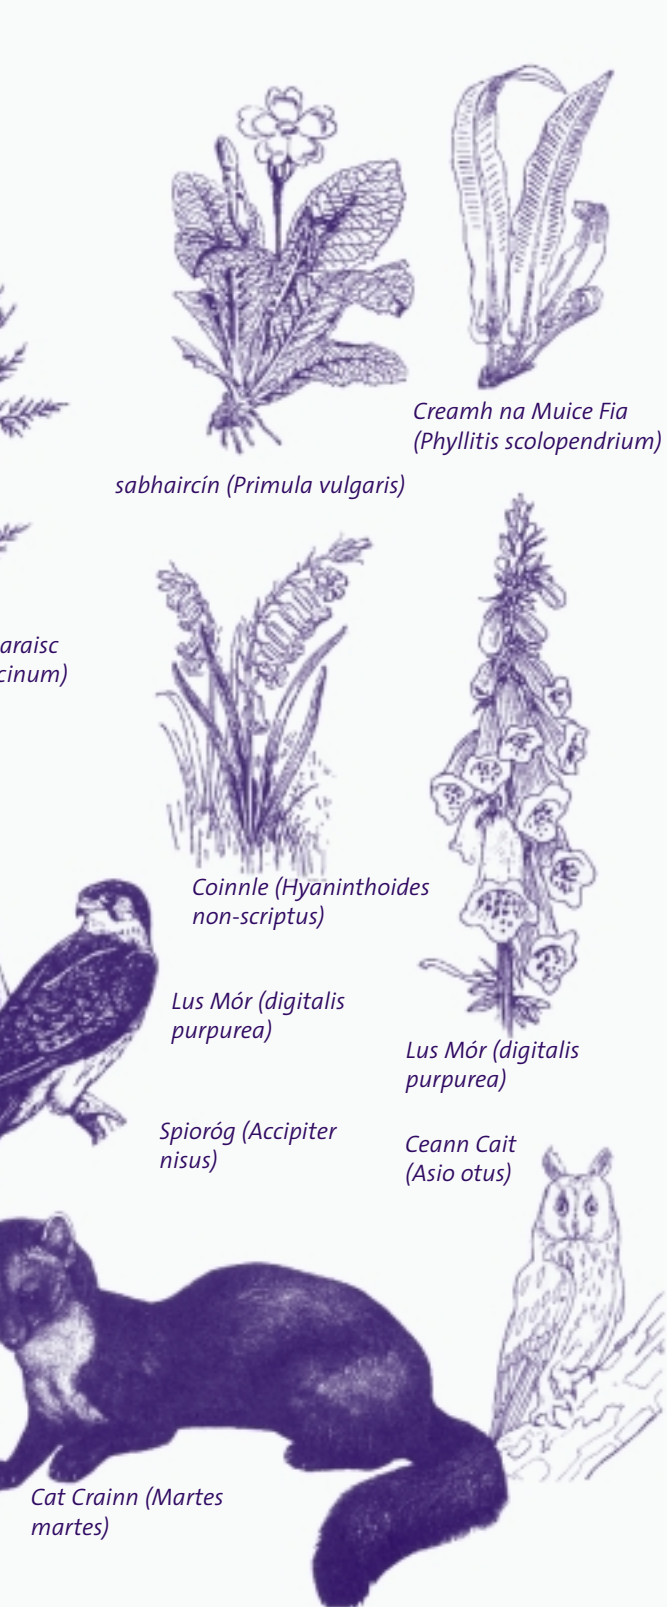 Creamh na Muice Fia
(Phyllitis scolopendrium)
sabhaircín (Primula vulgaris)
araisc
cinum)
Coinnle (Hyaninthoides
non-scriptus)
Lus Mór (digitalis
purpurea)
Lus Mór (digitalis
purpurea)
Spioróg (Accipiter
nisus)
Ceann Cait
(Asio otus)
Cat Crainn (Martes
martes)